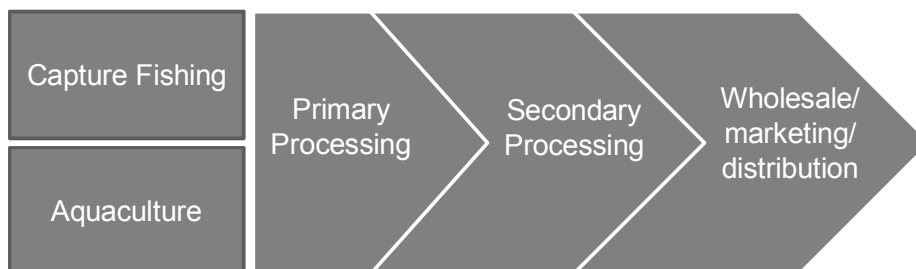 Capture Fishing
Aquaculture
Primary
Processing
Secondary
Processing
Wholesale/
marketing/
distribution